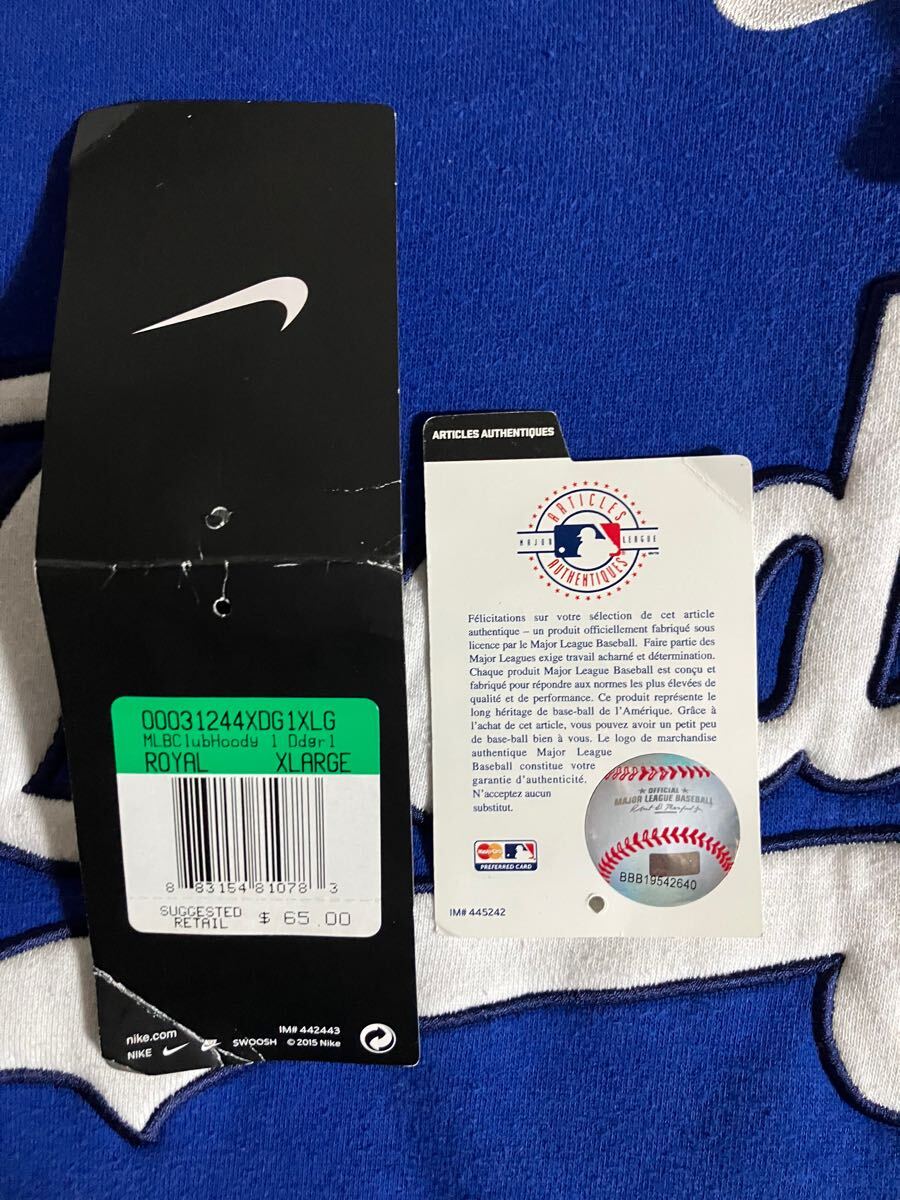 00031244XDG1XLG
MLBClubHoody 1 Ddgr1
ROYAL XLARGE
8 83154 81078 3
SUGGESTED
RETAIL $ 65.00
IM# 442443
nike.com
NIKE SWOOSH © 2015 Nike
ARTICLES AUTHENTIQUES
ARTICLES
MAJOR LEAGUE
AUTHENTIQUES
Félicitations sur votre sélection de cet article
authentique – un produit officiellement fabriqué sous
licence par le Major League Baseball. Faire partie des
Major Leagues exige travail acharné et détermination.
Chaque produit Major League Baseball est conçu et
fabriqué pour répondre aux normes les plus élevées de
qualité et de performance. Ce produit représente le
long héritage de base-ball de l’Amérique. Grâce à
l’achat de cet article, vous pouvez avoir un petit peu
de base-ball bien à vous. Le logo de marchandise
authentique Major League
Baseball constitue votre
garantie d’authenticité.
N’acceptez aucun
substitut.
OFFICIAL
MAJOR LEAGUE BASEBALL
BBB19542640
MasterCard
PREFERRED CARD
IM# 445242